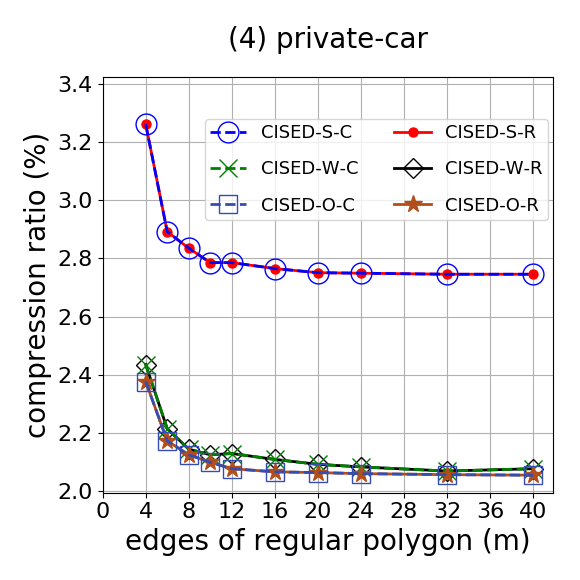 (4) private-car
compression ratio (%)
3.4
3.2
3.0
2.8
2.6
2.4
2.2
2.0
CISED-S-C
CISED-S-R
CISED-W-C
CISED-W-R
CISED-O-C
CISED-O-R
0 4 8 12 16 20 24 28 32 36 40
edges of regular polygon (m)